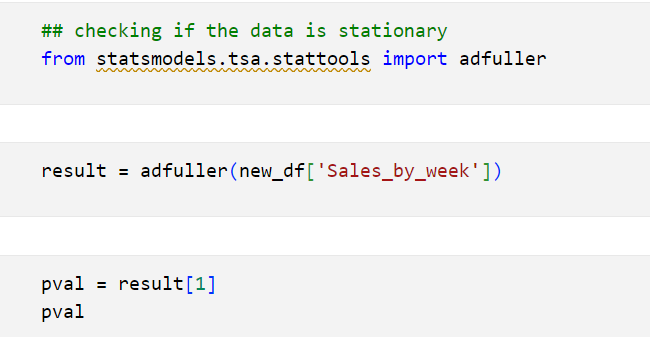 ## checking if the data is stationary
from statsmodels.tsa.stattools import adfuller
result = adfuller(new_df['Sales_by_week'])
pval = result[1]
pval